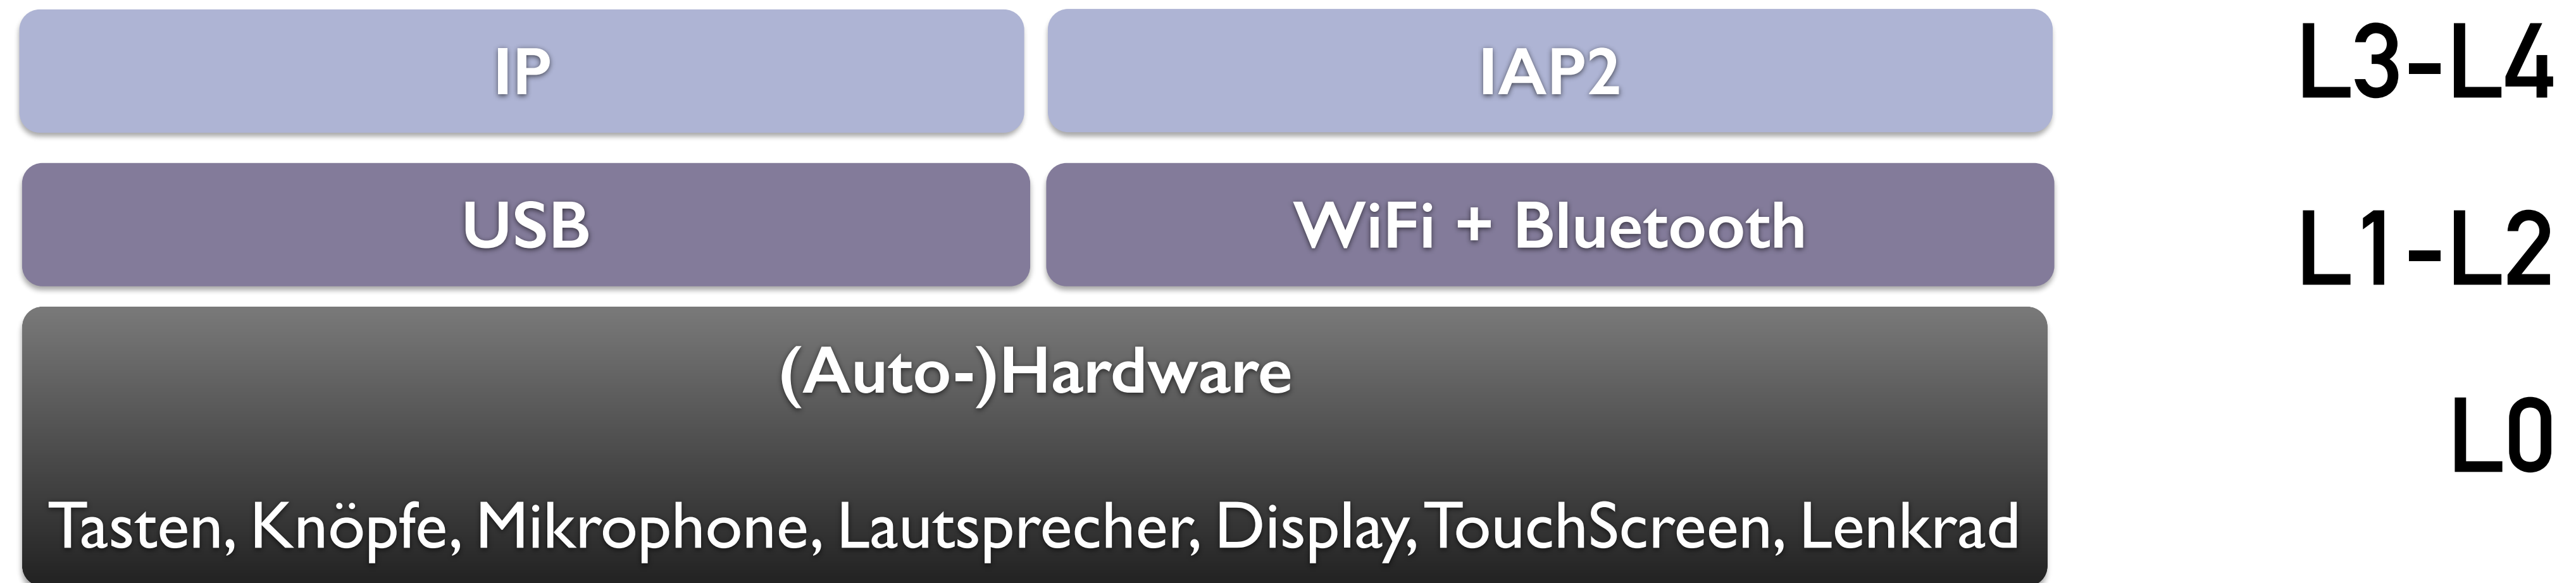 IP
IAP2
L3-L4
USB
WiFi + Bluetooth
L1-L2
(Auto-)Hardware
L0
Tasten, Knöpfe, Mikrophone, Lautsprecher, Display, TouchScreen, Lenkrad